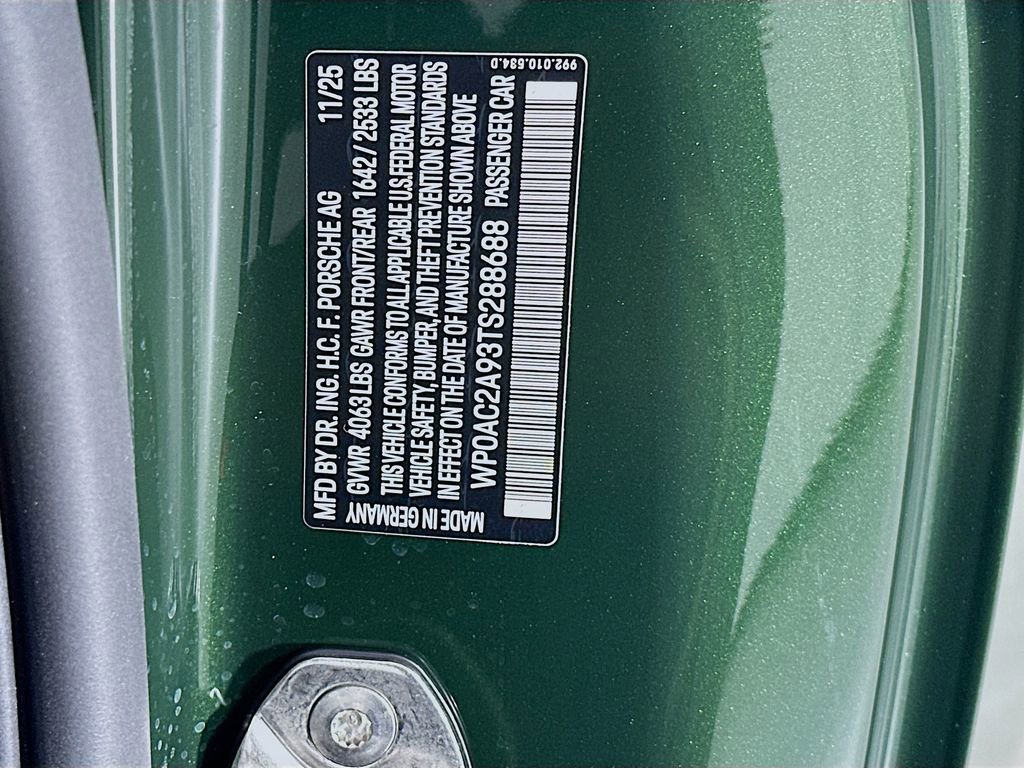 MFD BY DR. ING. H.C. F. PORSCHE AG 11/25
GVWR 4063 LBS GAWR FRONT/REAR 1642 / 2533 LBS
THIS VEHICLE CONFORMS TO ALL APPLICABLE U.S. FEDERAL MOTOR
VEHICLE SAFETY, BUMPER, AND THEFT PREVENTION STANDARDS
IN EFFECT ON THE DATE OF MANUFACTURE SHOWN ABOVE
WP0AC2A93TS288688 PASSENGER CAR
MADE IN GERMANY
992.010.534.D